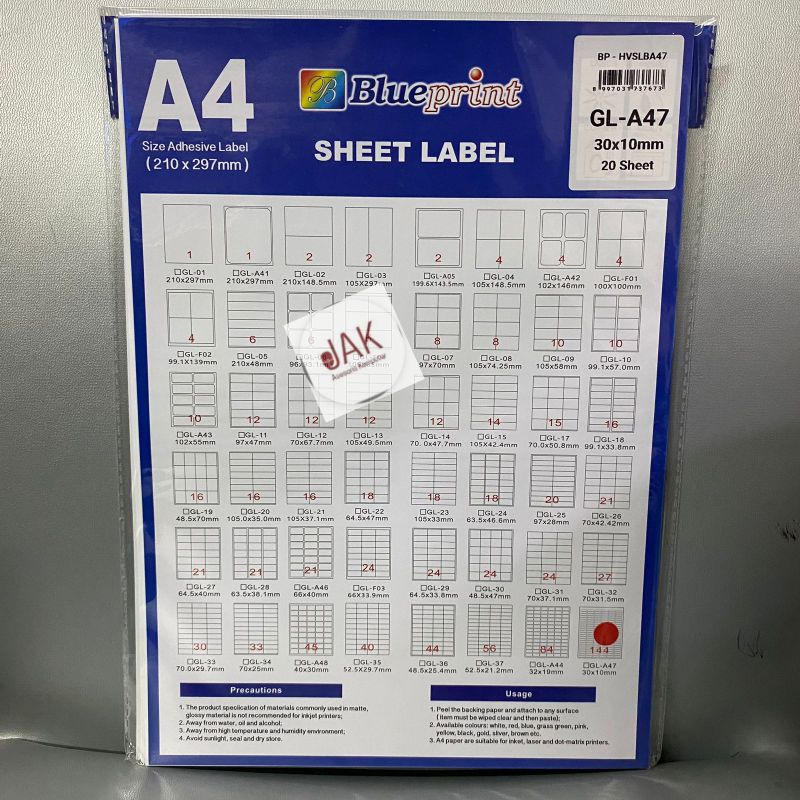 A4
Size Adhesive Label
( 210 x 297mm )
B Blueprint
SHEET LABEL
BP - HVSLBA47
8 997031 737673
GL-A47
30x10mm
20 Sheet
1 1 2 2 2 4 4 4
GL-01 GL-A41 GL-02 GL-03 GL-A05 GL-04 GL-A42 GL-F01
210x297mm 210x297mm 210x148.5mm 105X297mm 199.6X143.5mm 105x148.5mm 102x146mm 100X100mm
4 6 6 8 8 10 10
GL-F02 GL-05 GL-07 GL-08 GL-09 GL-10
99.1X139mm 210x48mm 97x70mm 105x74.25mm 105x58mm 99.1x57.0mm
JAK
10 12 12 12 12 14 15 16
GL-A43 GL-11 GL-12 GL-13 GL-14 GL-15 GL-17 GL-18
102x55mm 97x47mm 70x67.7mm 105x49.5mm 70.0x47.7mm 105X42.4mm 70.0x50.8mm 99.1x33.8mm
16 16 16 18 18 18 20 21
GL-19 GL-20 GL-21 GL-22 GL-23 GL-24 GL-25 GL-26
48.5x70mm 105.0x35.0mm 105X37.1mm 64.5x47mm 105x33mm 63.5x46.6mm 97x28mm 70x42.42mm
21 21 21 24 24 24 24 27
GL-27 GL-28 GL-A46 GL-F03 GL-29 GL-30 GL-31 GL-32
64.5x40mm 63.5x38.1mm 66x40mm 66X33.9mm 64.5x33.8mm 48.5x47mm 70x37.1mm 70x31.5mm
30 33 45 40 44 56 84 144
GL-33 GL-34 GL-A48 GL-35 GL-36 GL-37 GL-A44 GL-A47
70.0x29.7mm 70x25mm 40x30mm 52.5X29.7mm 48.5x25.4mm 52.5x21.2mm 32x19mm 30x10mm
Precautions
1. The product specilication of materials commonly used in matte,
glossy material is not recommended for inkjet printers;
2. Away from water, oil and alcohol;
3. Away from high temperature and humidity environment;
4. Avoid sunlight, seal and dry store.
Usage
1. Peel the backing paper and attach to any surface
( item must be wiped clear and then paste);
2. Available colours: white, red, blue, grass green, pink,
yellow, black, gold, sliver, brown etc.
3. A4 paper are suitable for inket, laser and dot-matrix printers.